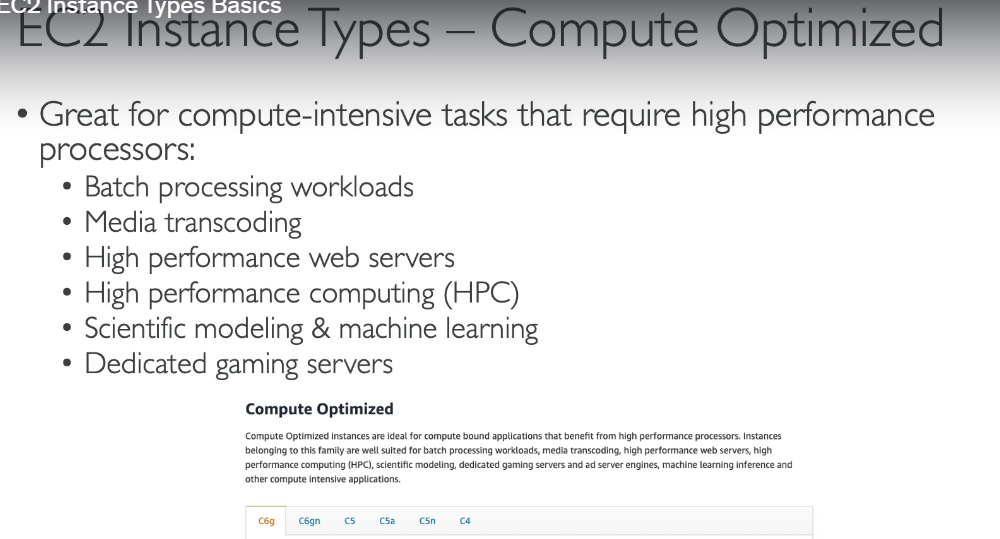 EC2 Instance Types Basics
EC2 Instance Types – Compute Optimized
• Great for compute-intensive tasks that require high performance
processors:
• Batch processing workloads
• Media transcoding
• High performance web servers
• High performance computing (HPC)
• Scientific modeling & machine learning
• Dedicated gaming servers
Compute Optimized
Compute Optimized instances are ideal for compute bound applications that benefit from high performance processors. Instances
belonging to this family are well suited for batch processing workloads, media transcoding, high performance web servers, high
performance computing (HPC), scientific modeling, dedicated gaming servers and ad server engines, machine learning inference and
other compute intensive applications.
C6g C6gn C5 C5a C5n C4